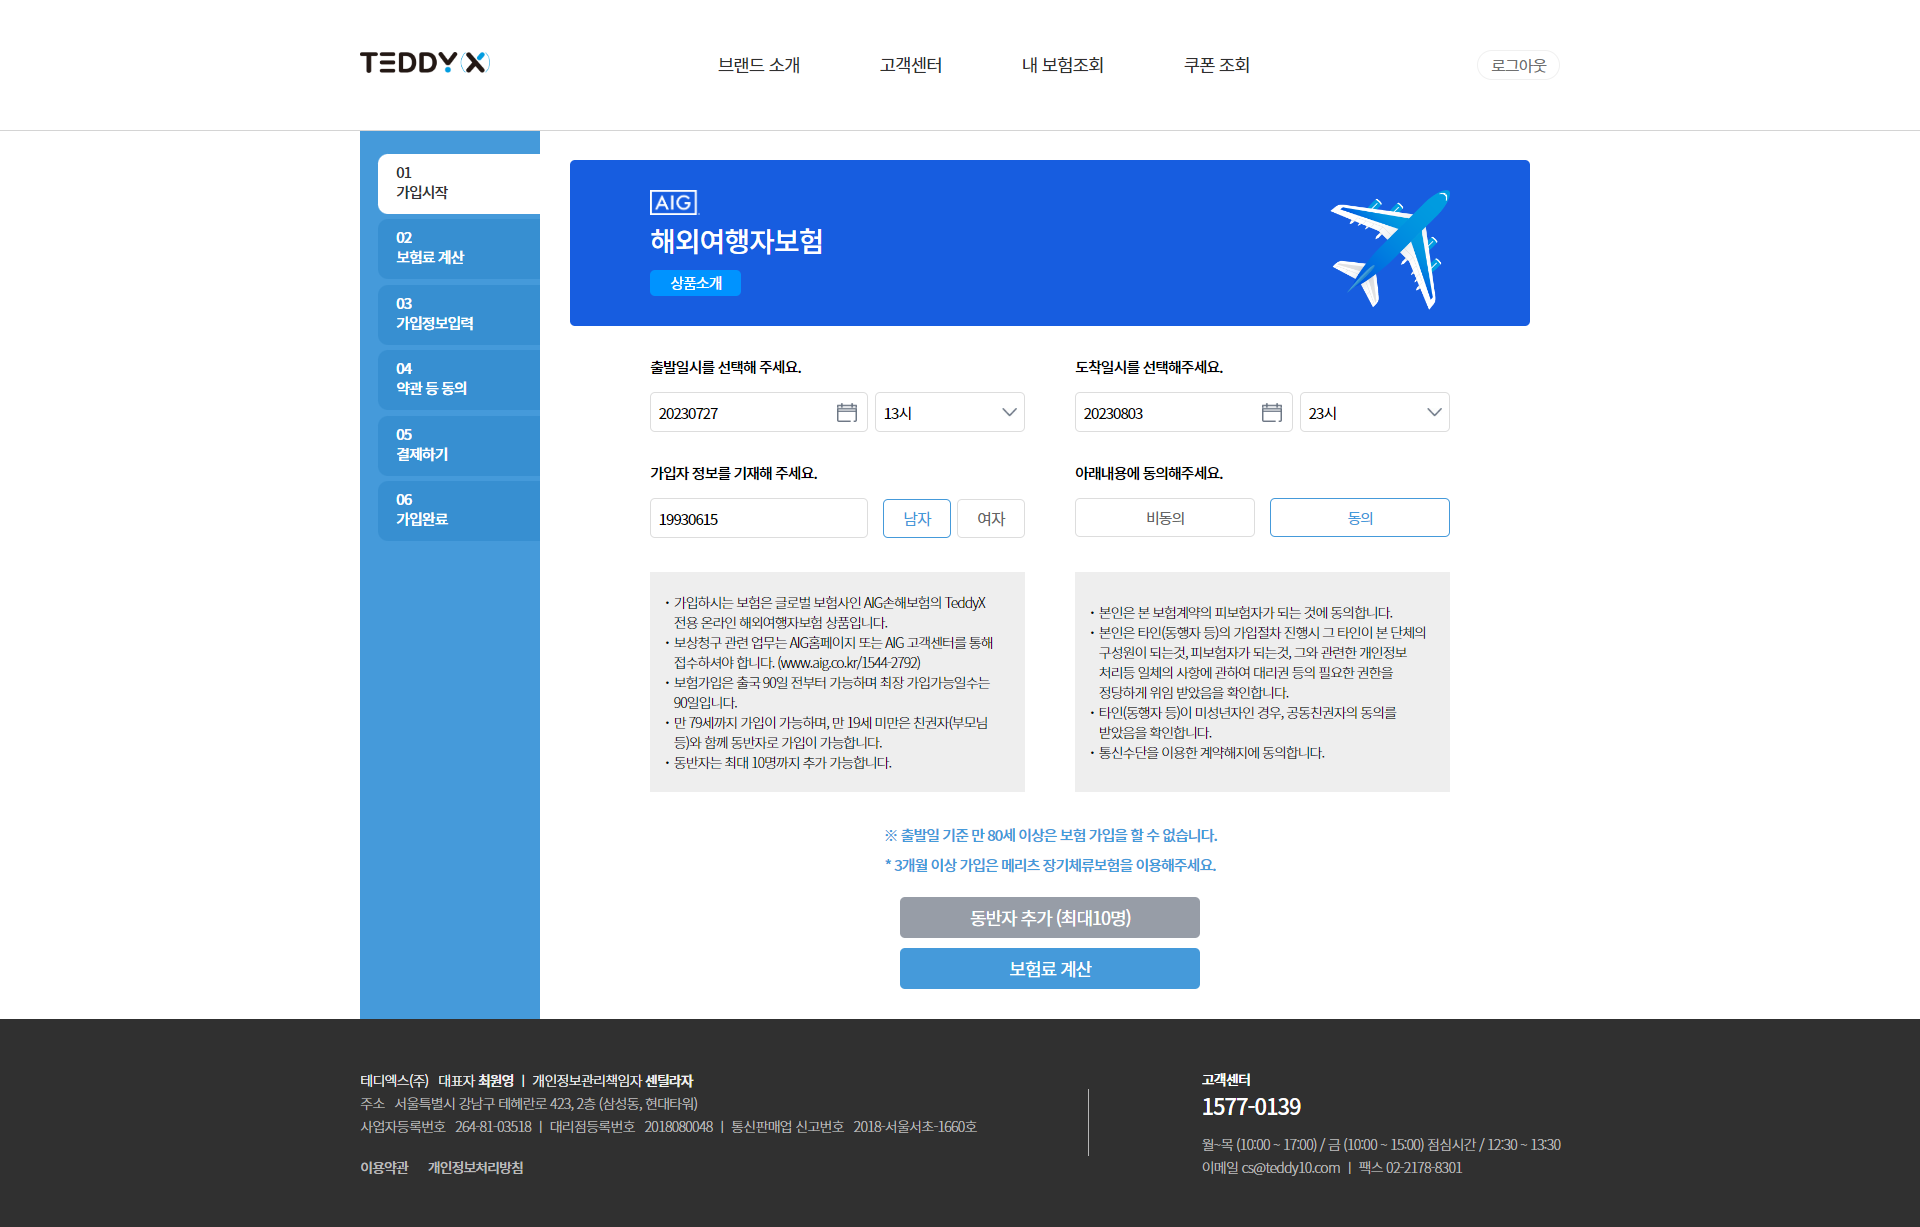 TEDDY X
브랜드 소개
고객센터
내 보험조회
쿠폰 조회
로그아웃
01
가입시작
02
보험료 계산
03
가입정보입력
04
약관 등 동의
05
결제하기
06
가입완료
AIG
해외여행자보험
상품소개
출발일시를 선택해 주세요.
20230727
13시
도착일시를 선택해주세요.
20230803
23시
가입자 정보를 기재해 주세요.
19930615
남자
여자
아래내용에 동의해주세요.
비동의
동의
・가입하시는 보험은 글로벌 보험사인 AIG손해보험의 TeddyX
전용 온라인 해외여행자보험 상품입니다.
・보상청구 관련 업무는 AIG홈페이지 또는 AIG 고객센터를 통해
접수하셔야 합니다. (www.aig.co.kr/1544-2792)
・보험가입은 출국 90일 전부터 가능하며 최장 가입가능일수는
90일입니다.
・만 79세까지 가입이 가능하며, 만 19세 미만은 친권자(부모님
등)와 함께 동반자로 가입이 가능합니다.
・동반자는 최대 10명까지 추가 가능합니다.
・본인은 본 보험계약의 피보험자가 되는 것에 동의합니다.
・본인은 타인(동행자 등)의 가입절차 진행시 그 타인이 본 단체의
구성원이 되는것, 피보험자가 되는것, 그와 관련한 개인정보
처리등 일체의 사항에 관하여 대리권 등의 필요한 권한을
정당하게 위임 받았음을 확인합니다.
・타인(동행자 등)이 미성년자인 경우, 공동친권자의 동의를
받았음을 확인합니다.
・통신수단을 이용한 계약해지에 동의합니다.
※ 출발일 기준 만 80세 이상은 보험 가입을 할 수 없습니다.
* 3개월 이상 가입은 메리츠 장기체류보험을 이용해주세요.
동반자 추가 (최대10명)
보험료 계산
테디엑스(주) 대표자 최원영 | 개인정보관리책임자 센틸라자
주소 서울특별시 강남구 테헤란로 423, 2층 (삼성동, 현대타워)
사업자등록번호 264-81-03518 | 대리점등록번호 2018080048 | 통신판매업 신고번호 2018-서울서초-1660호
이용약관 개인정보처리방침
고객센터
1577-0139
월~목 (10:00 ~ 17:00) / 금 (10:00 ~ 15:00) 점심시간 / 12:30 ~ 13:30
이메일 cs@teddy10.com | 팩스 02-2178-8301